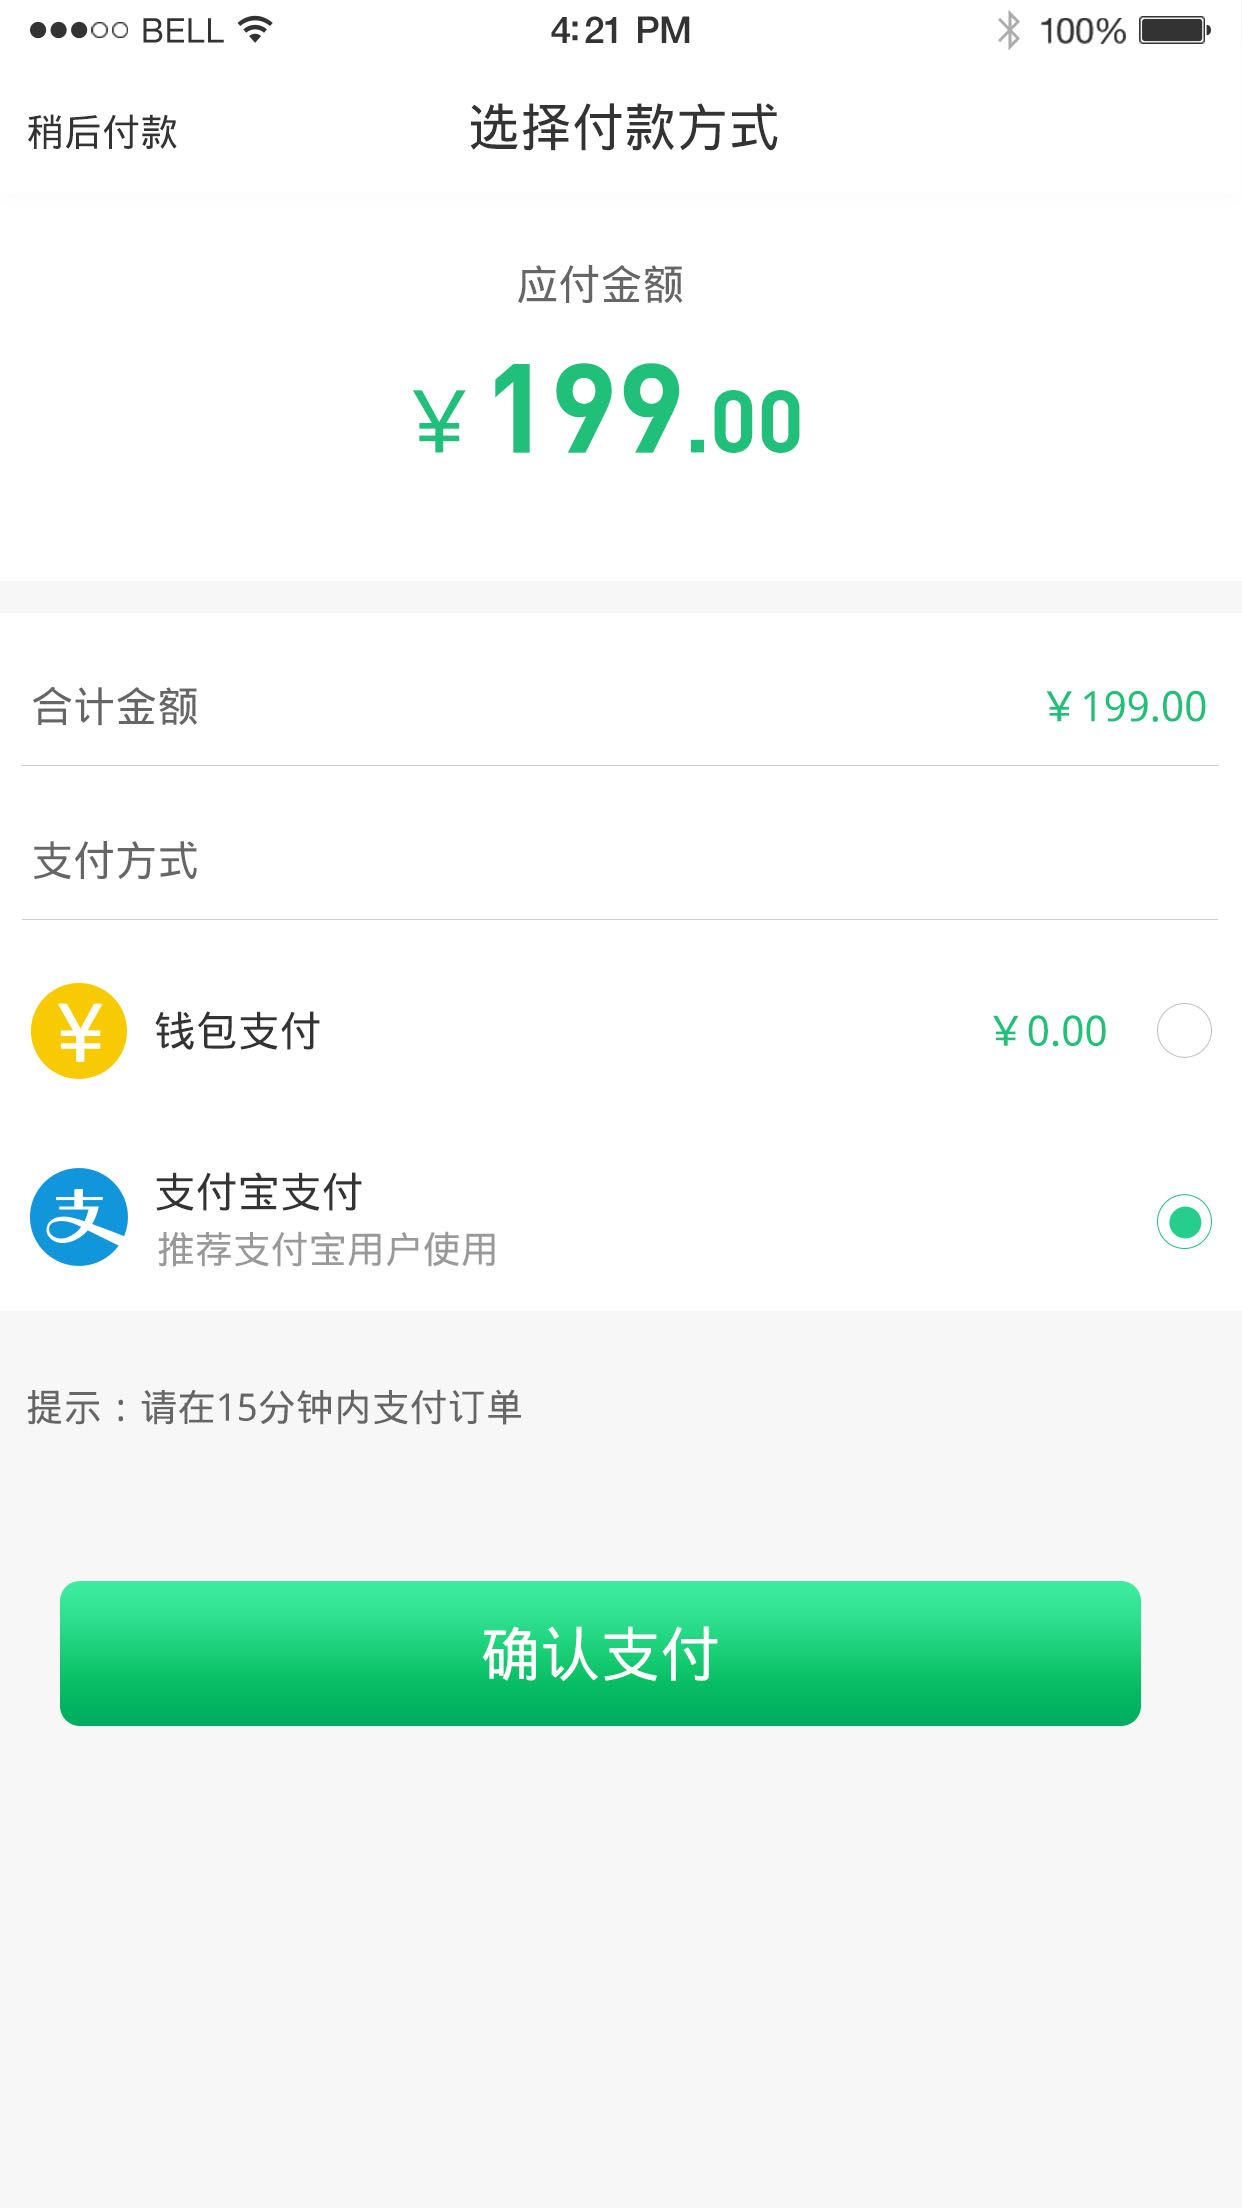 BELL 4:21 PM 100%
稍后付款 选择付款方式
应付金额
￥199.00
合计金额 ￥199.00
支付方式
¥ 钱包支付 ￥0.00
支 支付宝支付
推荐支付宝用户使用
提示：请在15分钟内支付订单
确认支付